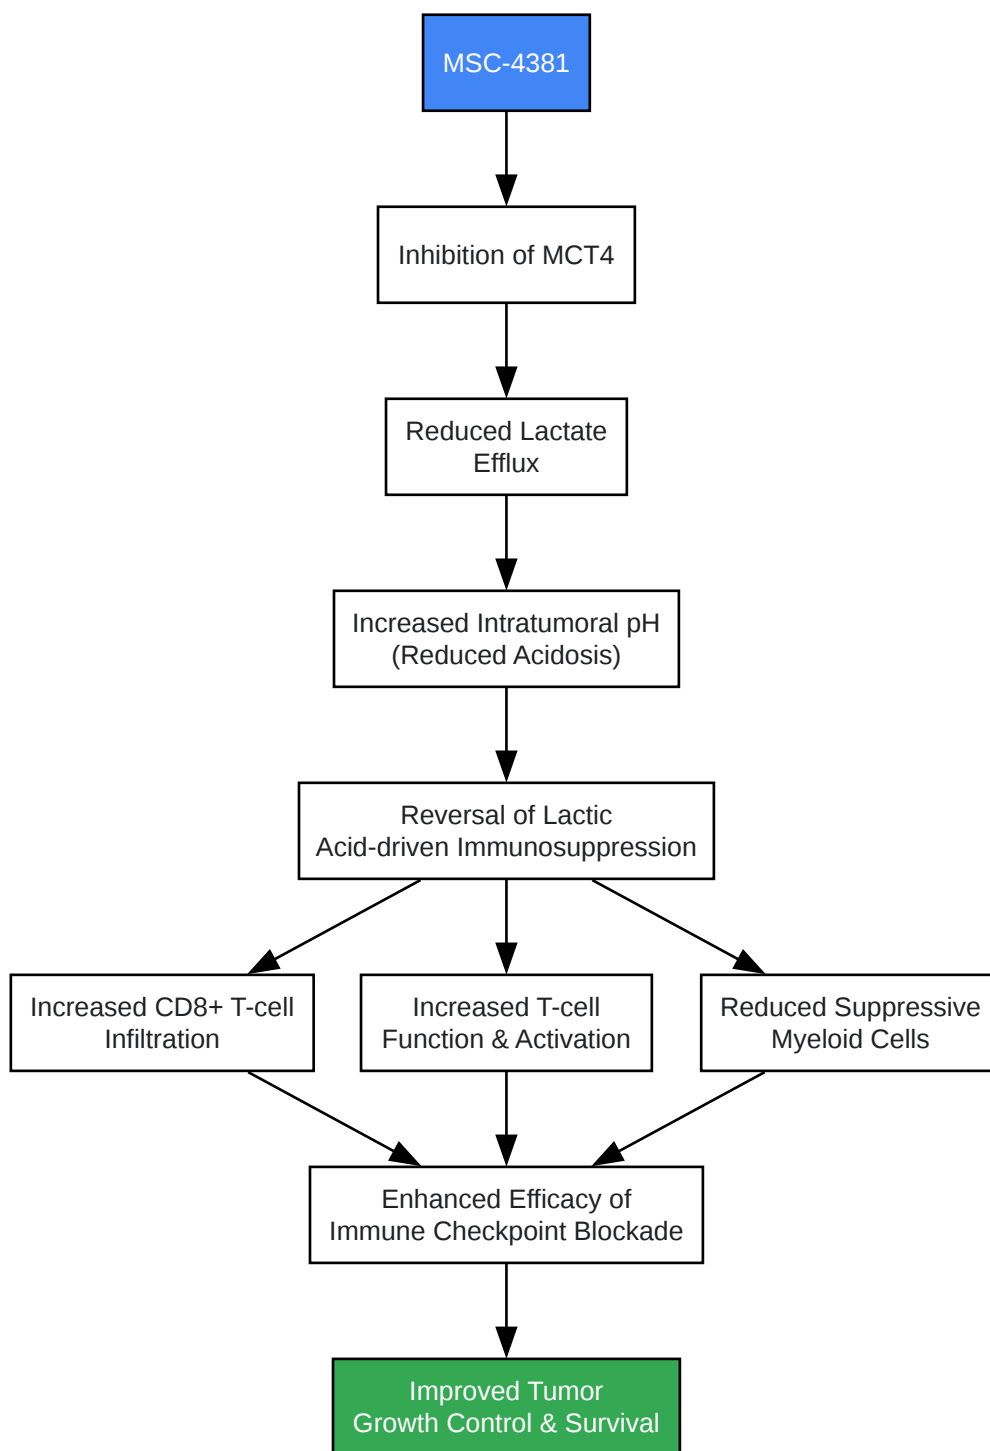 MSC-4381
Inhibition of MCT4
Reduced Lactate
Efflux
Increased Intratumoral pH
(Reduced Acidosis)
Reversal of Lactic
Acid-driven Immunosuppression
Increased CD8+ T-cell
Infiltration
Increased T-cell
Function & Activation
Reduced Suppressive
Myeloid Cells
Enhanced Efficacy of
Immune Checkpoint Blockade
Improved Tumor
Growth Control & Survival